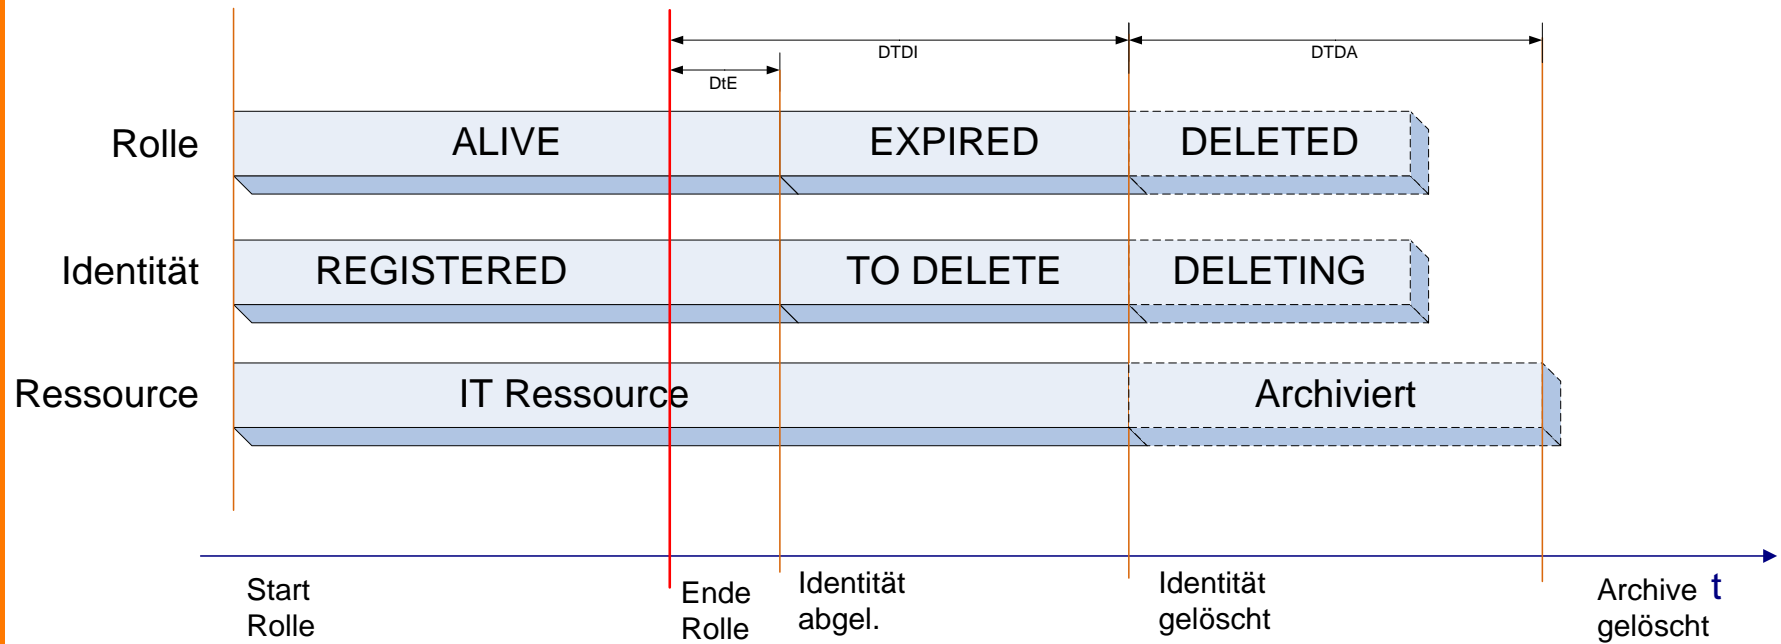 DTDI
DTDA
DtE
Rolle
ALIVE
EXPIRED
DELETED
Identität
REGISTERED
TO DELETE
DELETING
Ressource
IT Ressource
Archiviert
Start
Rolle
Ende
Rolle
Identität
abgel.
Identität
gelöscht
Archive
gelöscht
t